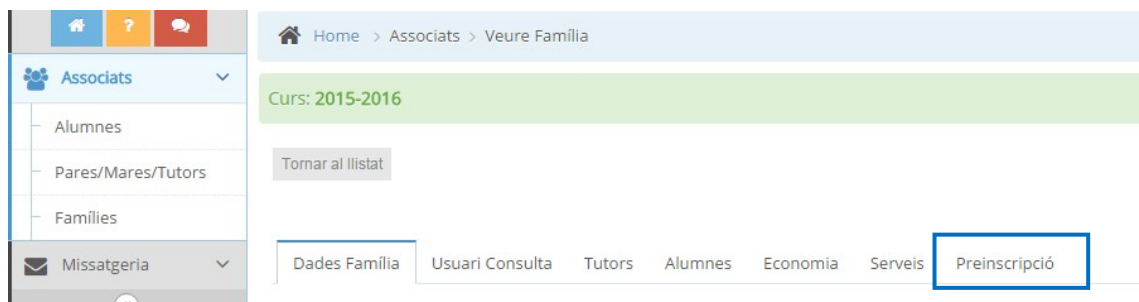 ?
Home > Associats > Veure Família
Associats
Curs: 2015-2016
Alumnes
Pares/Mares/Tutors
Famílies
Missatgeria
Tornar al llistat
Dades Família Usuari Consulta Tutors Alumnes Economia Serveis Preinscripció